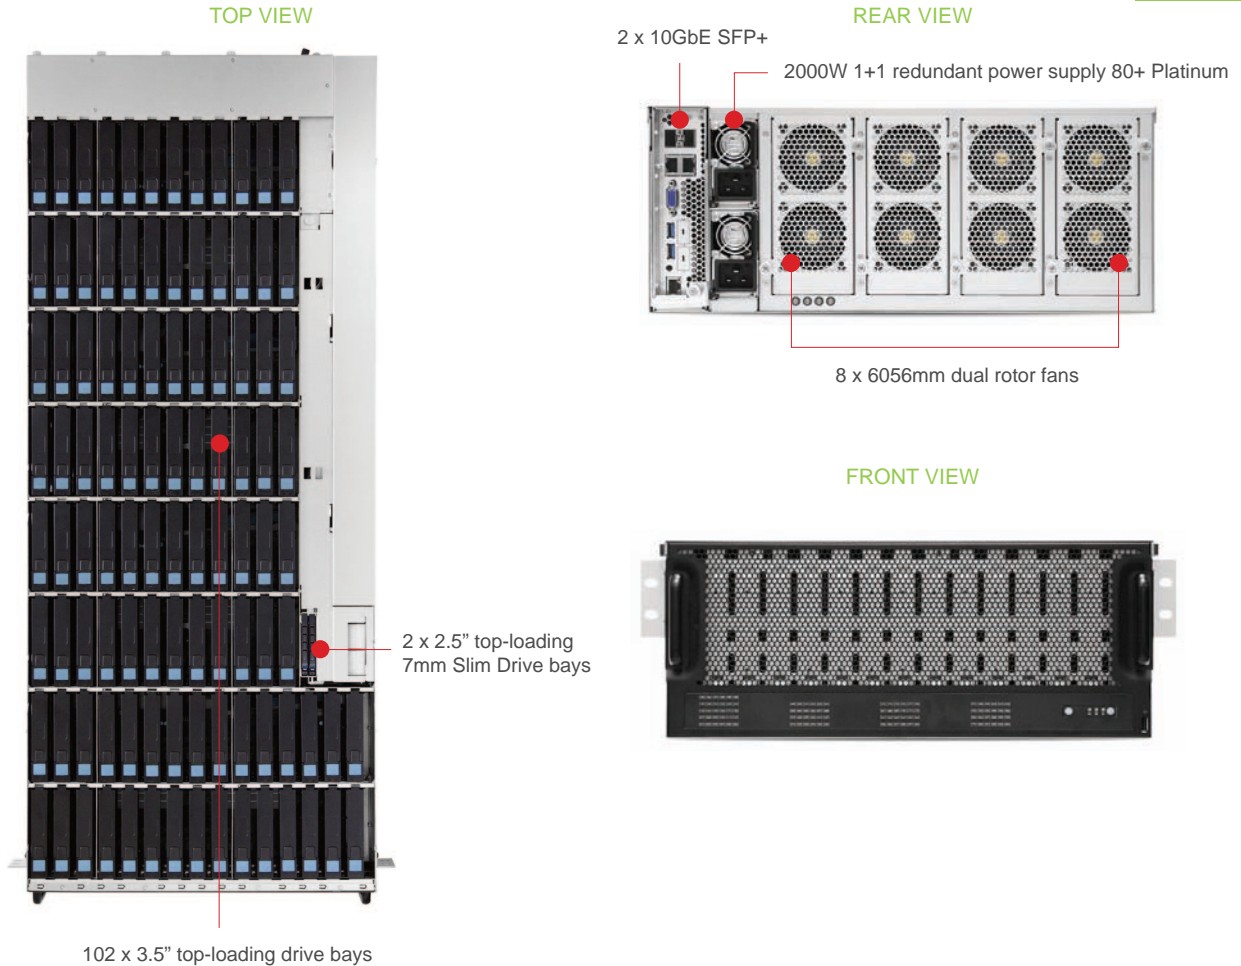 TOP VIEW
REAR VIEW
2 x 10GbE SFP+
2000W 1+1 redundant power supply 80+ Platinum
8 x 6056mm dual rotor fans
FRONT VIEW
2 x 2.5” top-loading
7mm Slim Drive bays
102 x 3.5” top-loading drive bays